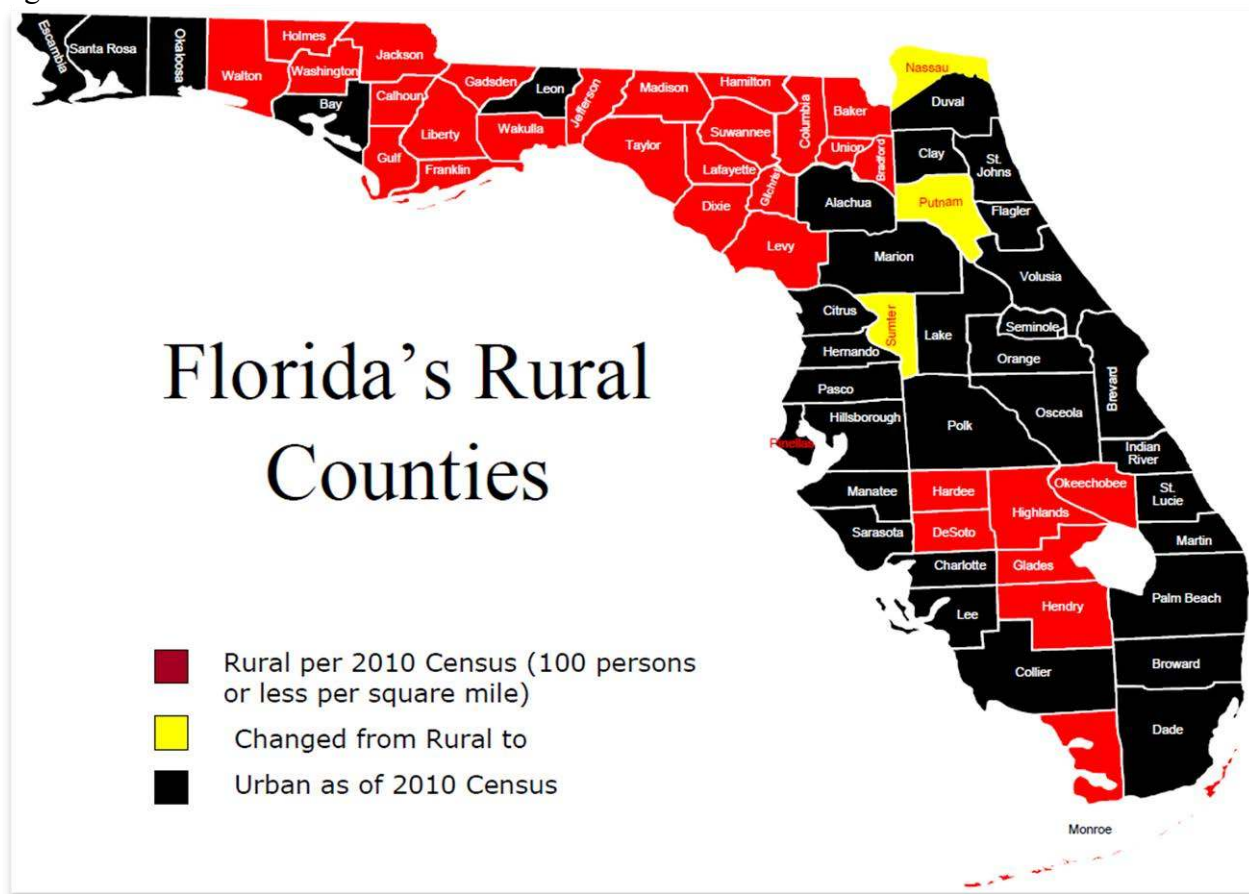 Escambia
Santa Rosa
Okaloosa
Walton
Holmes
Washington
Jackson
Bay
Calhoun
Gulf
Liberty
Gadsden
Franklin
Leon
Wakulla
Jefferson
Madison
Taylor
Hamilton
Suwannee
Lafayette
Dixie
Gilchrist
Columbia
Baker
Union
Bradford
Levy
Alachua
Nassau
Duval
Clay
St.
Johns
Putnam
Flagler
Marion
Volusia
Citrus
Sumter
Lake
Seminole
Hernando
Orange
Pasco
Brevard
Hillsborough
Polk
Osceola
Pinellas
Indian
River
Manatee
Hardee
Highlands
Okeechobee
St.
Lucie
Sarasota
DeSoto
Martin
Charlotte
Glades
Lee
Hendry
Palm Beach
Collier
Broward
Dade
Monroe
Florida's Rural
Counties
Rural per 2010 Census (100 persons
or less per square mile)
Changed from Rural to
Urban as of 2010 Census